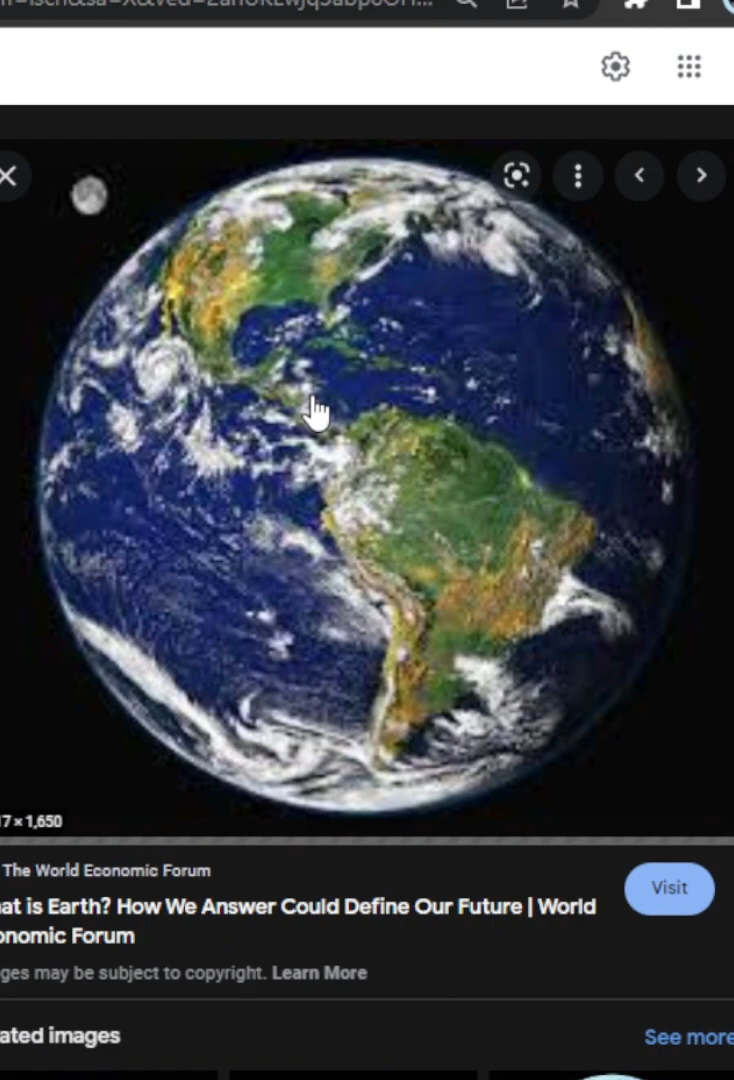 17 × 1,650
The World Economic Forum
Visit
at is Earth? How We Answer Could Define Our Future | World
onomic Forum
ges may be subject to copyright. Learn More
ated images
See more